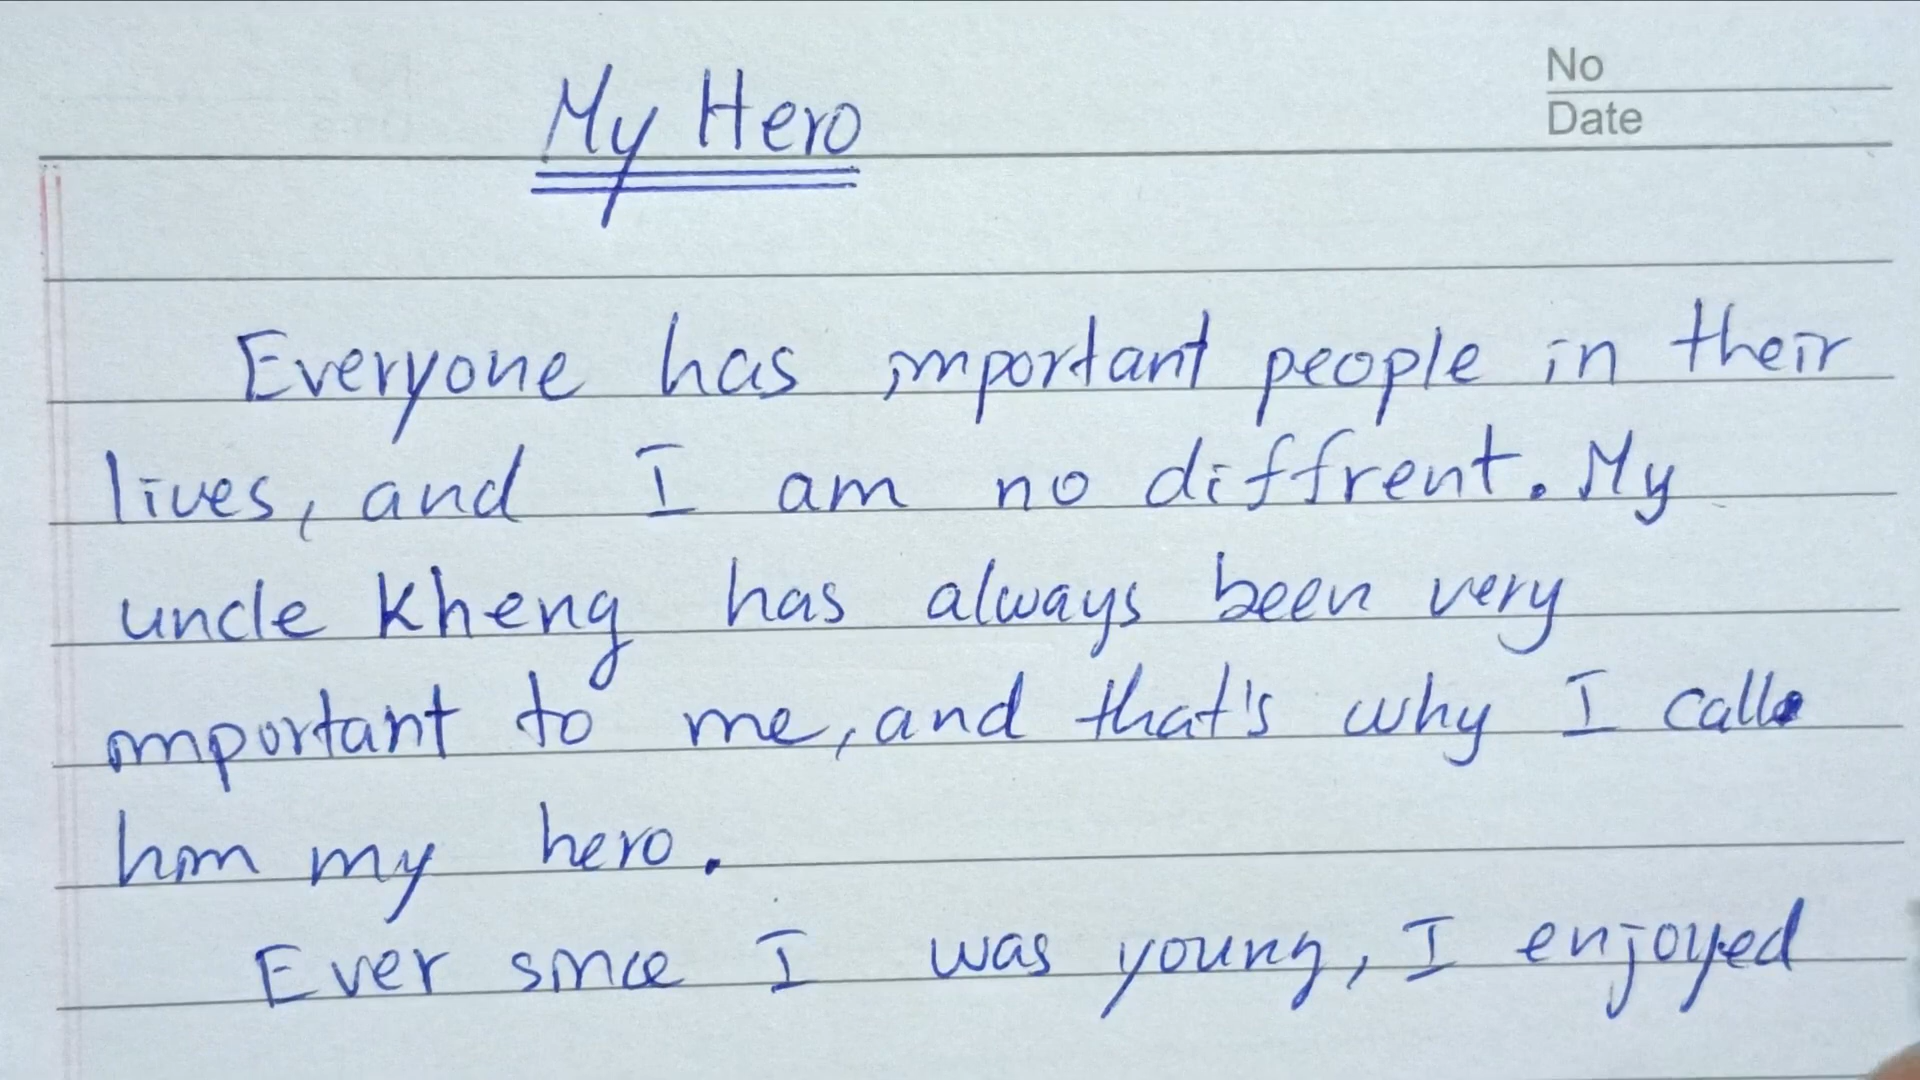 My Hero
No
Date
Everyone has important people in their
lives, and I am no diffrent. My
uncle Kheng has always been very
important to me, and that's why I call
him my hero.
Ever since I was young, I enjoyed